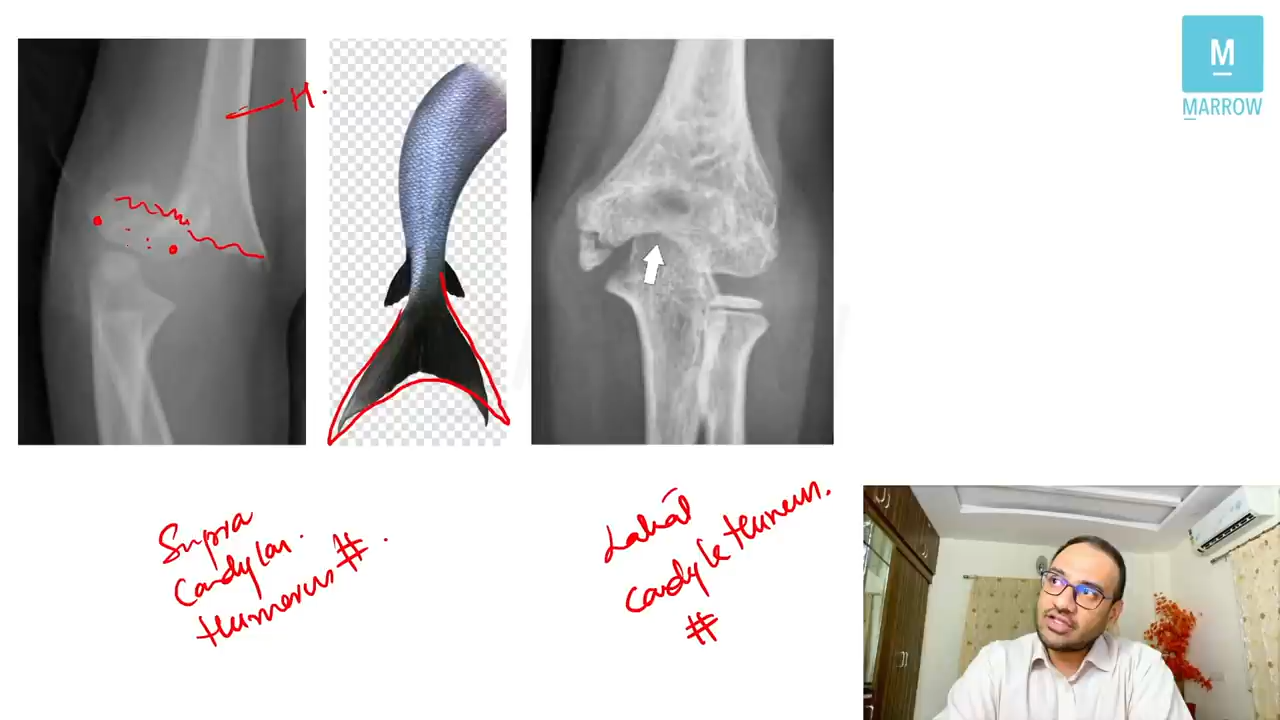 M
MARROW
H.
Supra
Condylar.
Humerus #.
Lateral
Condyle Humerus.
#